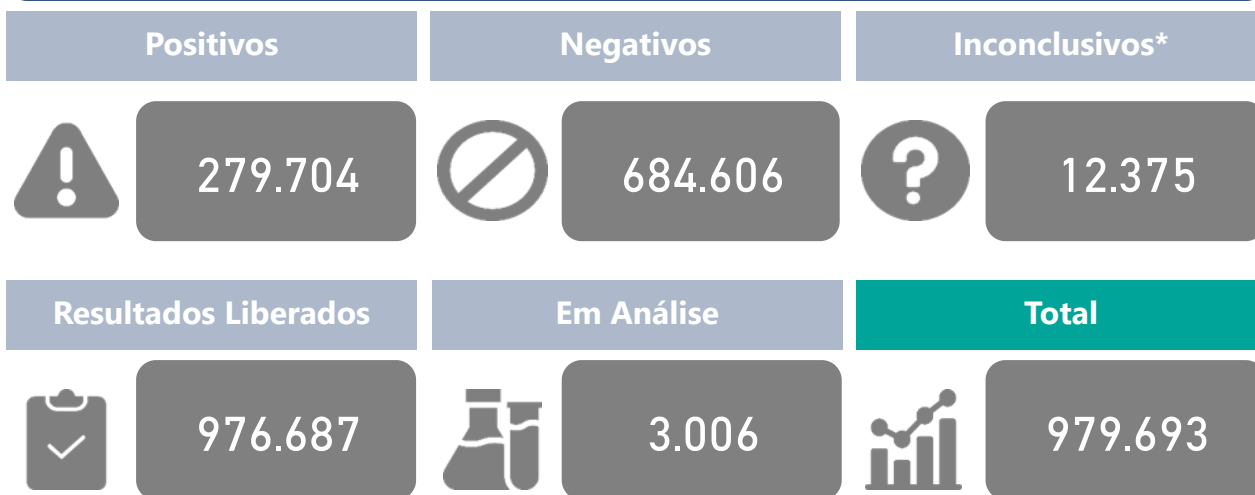 Positivos
Negativos
Inconclusivos*
279.704
684.606
12.375
Resultados Liberados
Em Análise
Total
976.687
3.006
979.693